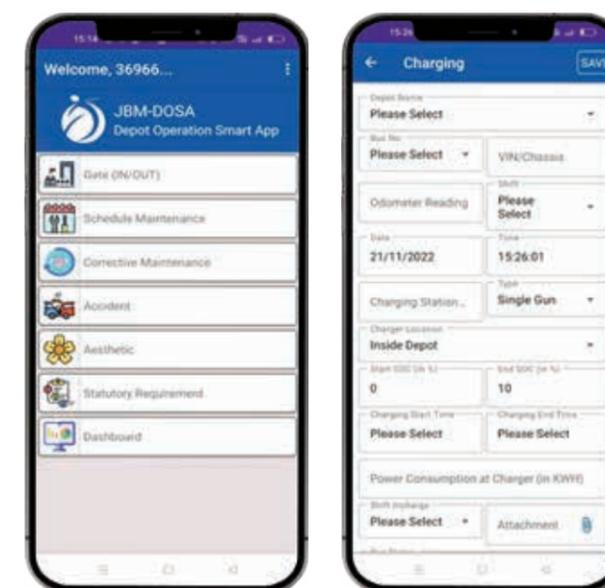 15:14
Welcome, 36966...
JBM-DOSA
Depot Operation Smart App
Gate (IN/OUT)
Schedule Maintenance
Corrective Maintenance
Accident
Aesthetic
Statutory Requirement
Dashboard
15:26
Charging
SAVE
Depot Name
Please Select
Bus No
Please Select
VIN/Chassis
Odometer Reading
Shift
Please
Select
Date
21/11/2022
Time
15:26:01
Charging Station...
Type
Single Gun
Charger Location
Inside Depot
Start SOC (in %)
0
End SOC (in %)
10
Charging Start Time
Please Select
Charging End Time
Please Select
Power Consumption at Charger (in KWH)
Shift Incharge
Please Select
Attachment